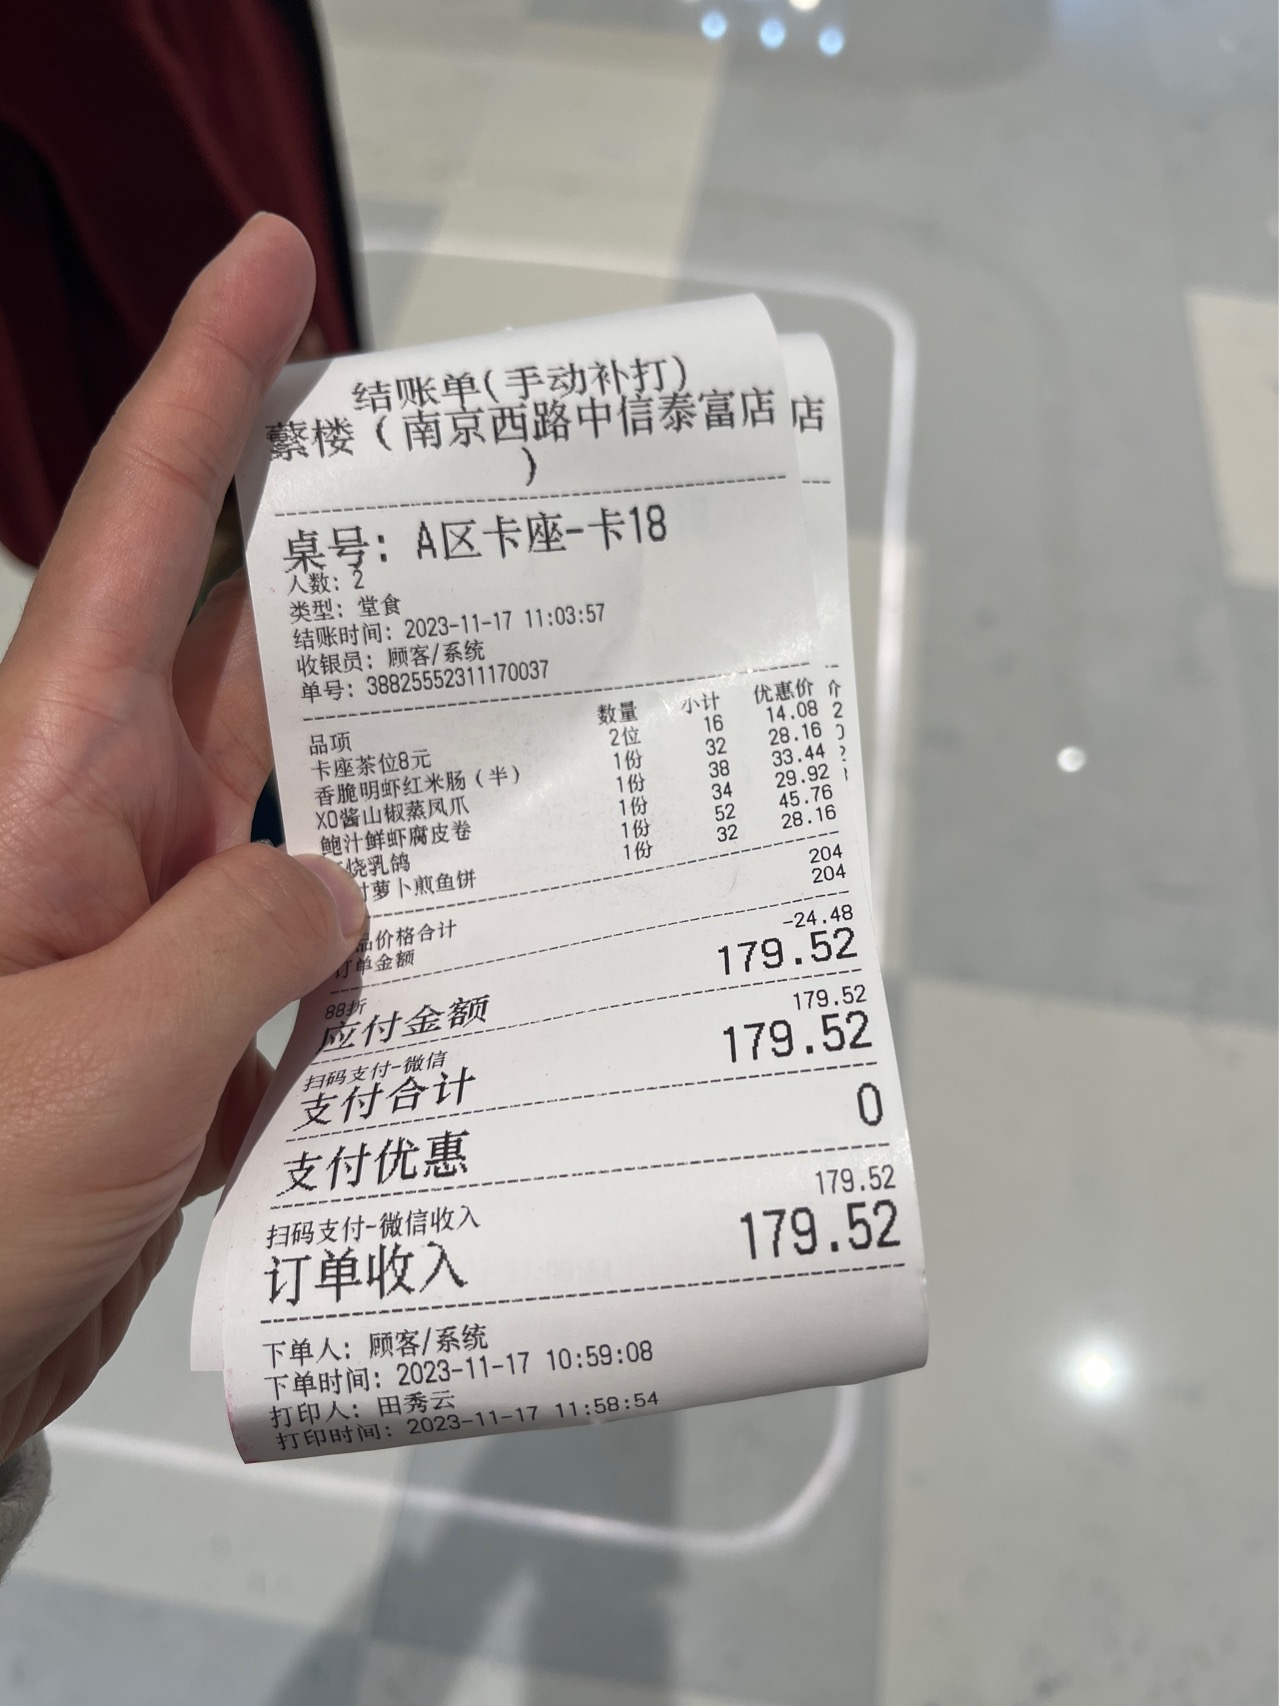 结账单(手动补打)
蘩楼（南京西路中信泰富店
）
店
桌号: A区卡座-卡18
人数: 2
类型: 堂食
结账时间: 2023-11-17 11:03:57
收银员: 顾客/系统
单号: 38825552311170037
品项 数量 小计 优惠价
卡座茶位8元 2位 16 14.08
香脆明虾红米肠（半） 1份 32 28.16
XO酱山椒蒸凤爪 1份 38 33.44
鲍汁鲜虾腐皮卷 1份 34 29.92
烧乳鸽 1份 52 45.76
萝卜煎鱼饼 1份 32 28.16
品价格合计 204
订单金额 204
88折 -24.48
应付金额 179.52
扫码支付-微信 179.52
支付合计 179.52
支付优惠 0
扫码支付-微信收入 179.52
订单收入 179.52
下单人: 顾客/系统
下单时间: 2023-11-17 10:59:08
打印人: 田秀云
打印时间: 2023-11-17 11:58:54